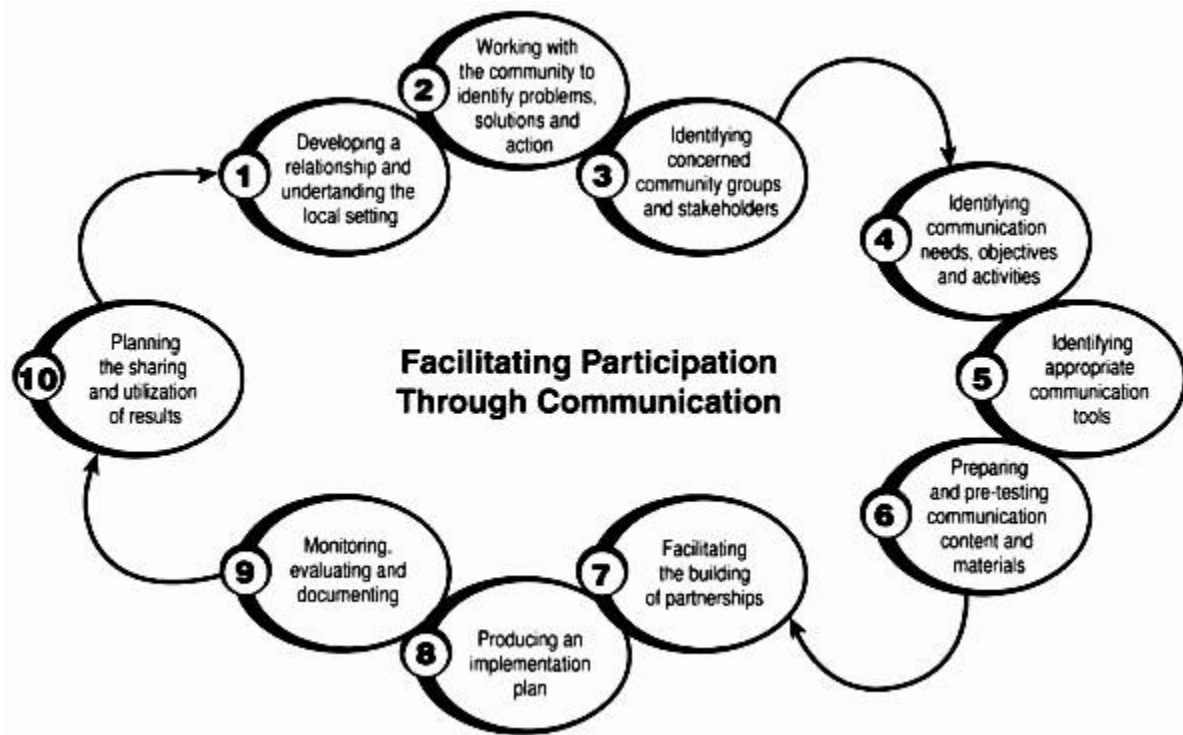 1
Developing a
relationship and
undertanding the
local setting
2
Working with
the community to
identify problems,
solutions and
action
3
Identifying
concerned
community groups
and stakeholders
4
Identifying
communication
needs, objectives
and activities
5
Identifying
appropriate
communication
tools
6
Preparing
and pre-testing
communication
content and
materials
7
Facilitating
the building
of partnerships
8
Producing an
implementation
plan
9
Monitoring,
evaluating and
documenting
10
Planning
the sharing
and utilization
of results
Facilitating Participation
Through Communication